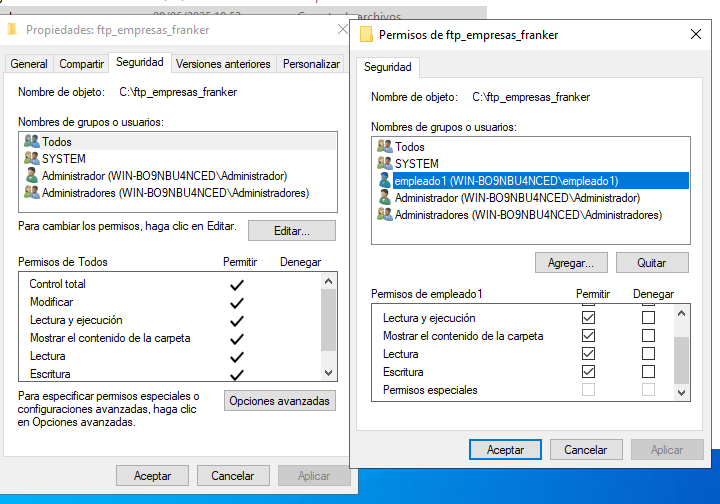 Propiedades: ftp_empresas_franker
General
Compartir
Seguridad
Versiones anteriores
Personalizar
Nombre de objeto: C:\ftp_empresas_franker
Nombres de grupos o usuarios:
Todos
SYSTEM
Administrador (WIN-BO9NBU4NCED\Administrador)
Administradores (WIN-BO9NBU4NCED\Administradores)
Para cambiar los permisos, haga clic en Editar.
Editar...
Permisos de Todos Permitir Denegar
Control total
Modificar
Lectura y ejecución
Mostrar el contenido de la carpeta
Lectura
Escritura
Para especificar permisos especiales o
configuraciones avanzadas, haga clic
en Opciones avanzadas.
Opciones avanzadas
Aceptar
Cancelar
Aplicar
Permisos de ftp_empresas_franker
Seguridad
Nombre de objeto: C:\ftp_empresas_franker
Nombres de grupos o usuarios:
Todos
SYSTEM
empleado1 (WIN-BO9NBU4NCED\empleado1)
Administrador (WIN-BO9NBU4NCED\Administrador)
Administradores (WIN-BO9NBU4NCED\Administradores)
Agregar...
Quitar
Permisos de empleado1 Permitir Denegar
Lectura y ejecución
Mostrar el contenido de la carpeta
Lectura
Escritura
Permisos especiales
Aceptar
Cancelar
Aplicar